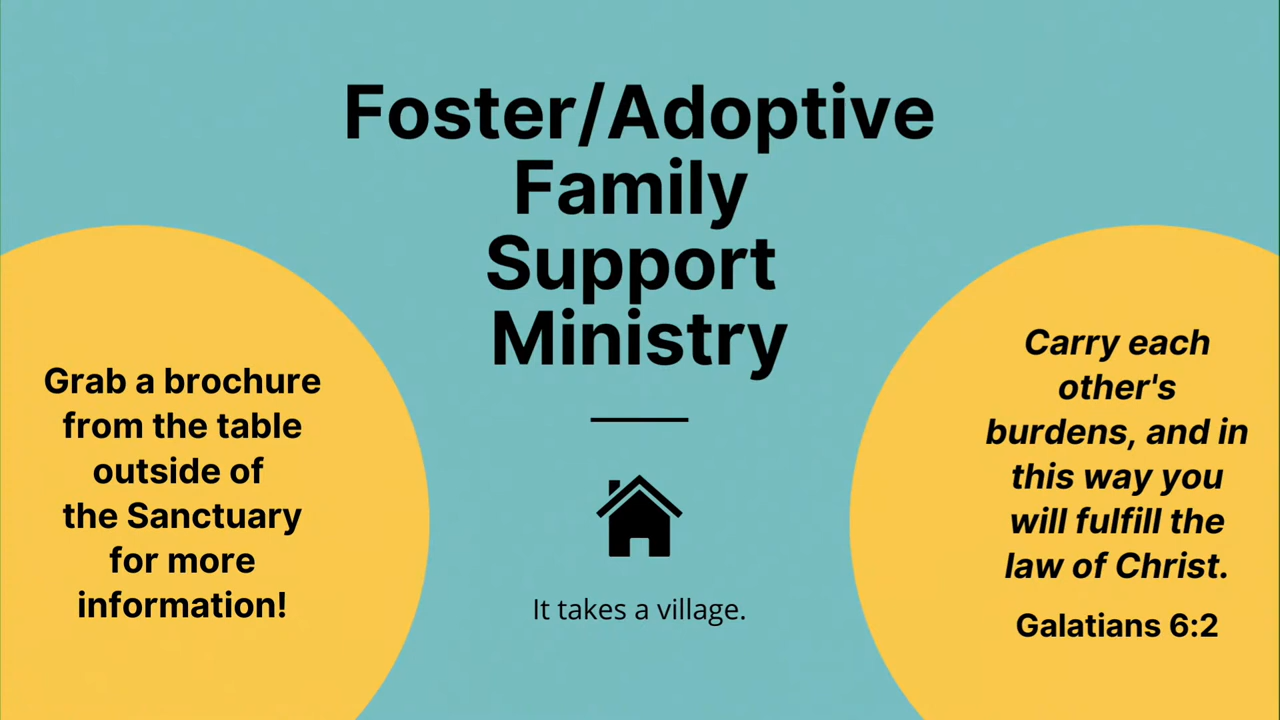 Foster/Adoptive
Family
Support
Ministry
Grab a brochure
from the table
outside of
the Sanctuary
for more
information!
It takes a village.
Carry each
other's
burdens, and in
this way you
will fulfill the
law of Christ.
Galatians 6:2